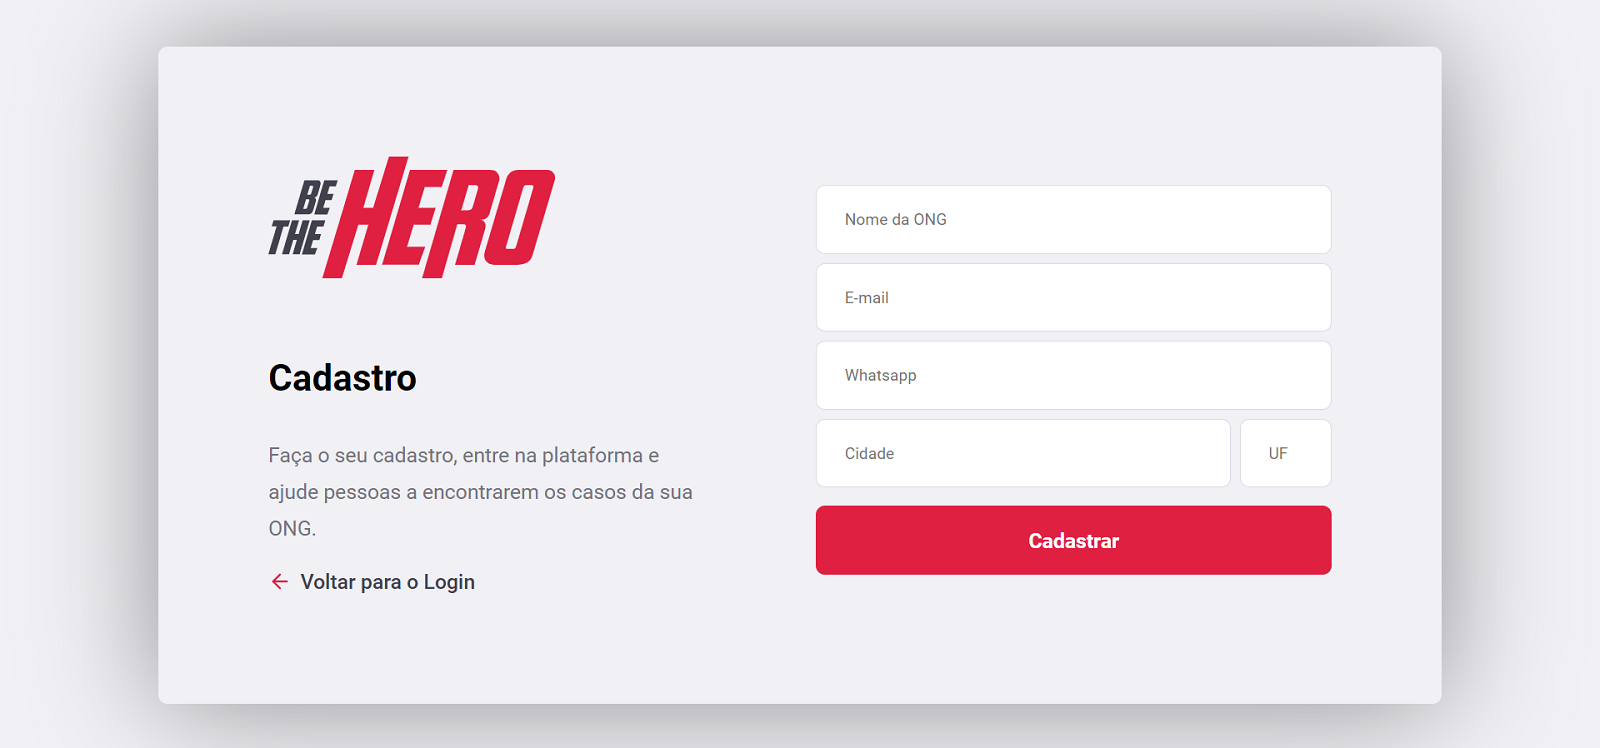 BE
THE
HERO
Cadastro
Faça o seu cadastro, entre na plataforma e
ajude pessoas a encontrarem os casos da sua
ONG.
Voltar para o Login
Nome da ONG
E-mail
Whatsapp
Cidade
UF
Cadastrar